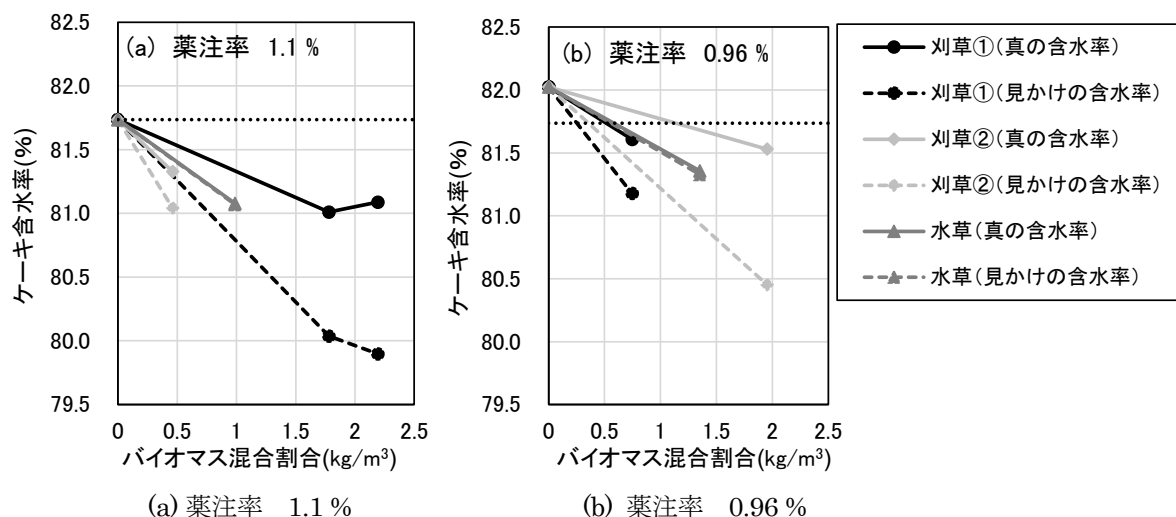 (a) 薬注率 1.1 %
82.5
82.0
81.5
81.0
80.5
80.0
79.5
ケーキ含水率(%)
0 0.5 1 1.5 2 2.5
バイオマス混合割合(kg/m³)
(a) 薬注率 1.1 %
(b) 薬注率 0.96 %
82.5
82.0
81.5
81.0
80.5
80.0
79.5
ケーキ含水率(%)
0 0.5 1 1.5 2 2.5
バイオマス混合割合(kg/m³)
(b) 薬注率 0.96 %
刈草①(真の含水率)
刈草①(見かけの含水率)
刈草②(真の含水率)
刈草②(見かけの含水率)
水草(真の含水率)
水草(見かけの含水率)